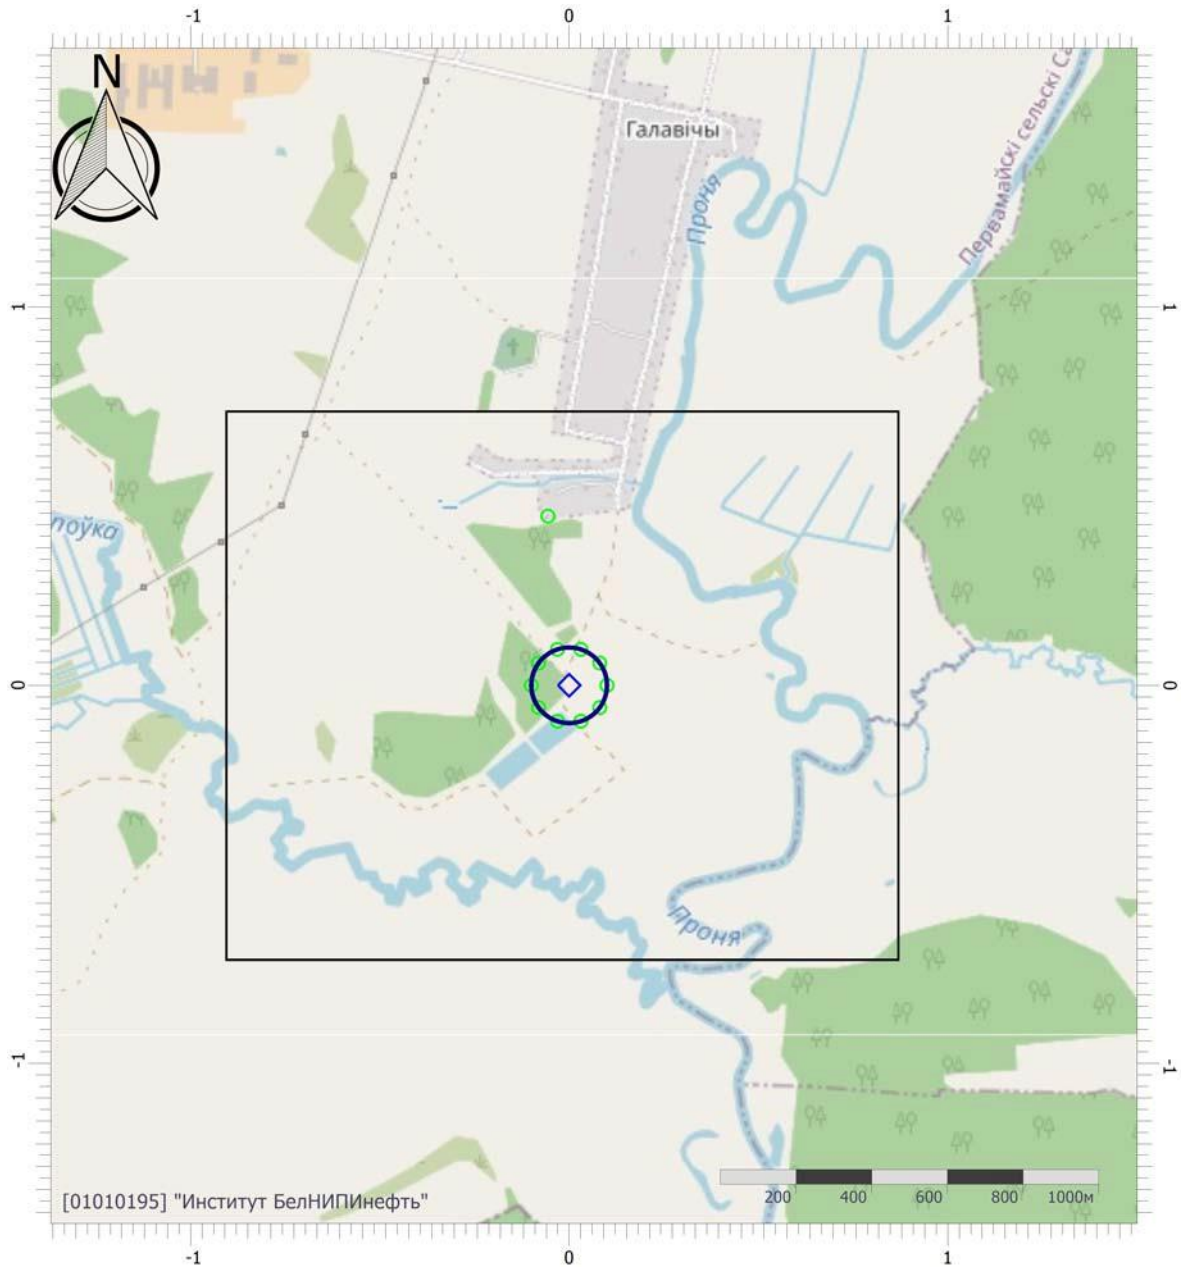 -1 0 1
N
Галавічы
Проня
Первамайскі сельскі Са
1 1
поўка
0 0
Проня
-1 -1
200 400 600 800 1000м
[01010195] "Институт БелНИПИнефть"
-1 0 1